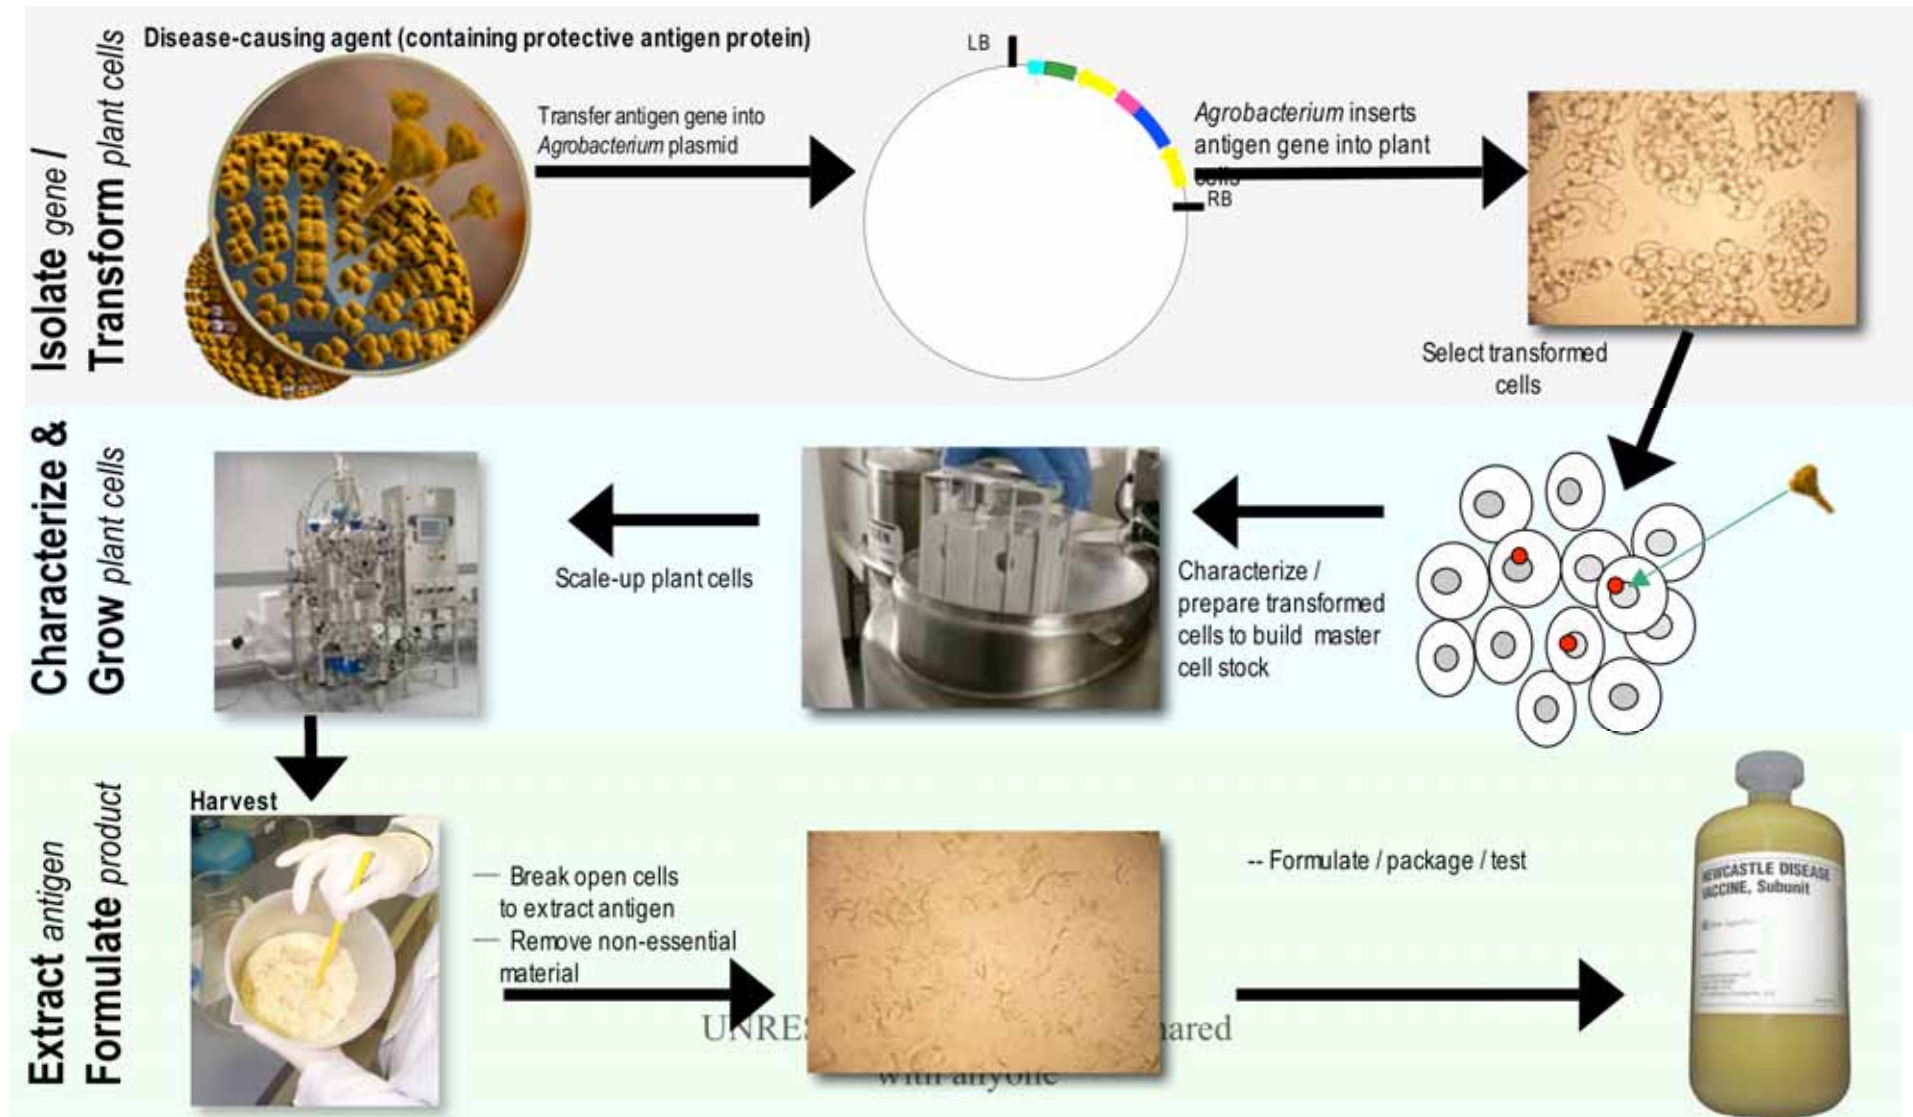 Isolate gene /
Transform plant cells
Disease-causing agent (containing protective antigen protein)
Transfer antigen gene into
Agrobacterium plasmid
LB
RB
Agrobacterium inserts
antigen gene into plant
cells
Select transformed
cells
Characterize &
Grow plant cells
Characterize /
prepare transformed
cells to build master
cell stock
Scale-up plant cells
Extract antigen
Formulate product
Harvest
— Break open cells
to extract antigen
— Remove non-essential
material
-- Formulate / package / test
NEWCASTLE DISEASE
VACCINE, Subunit
with anyone